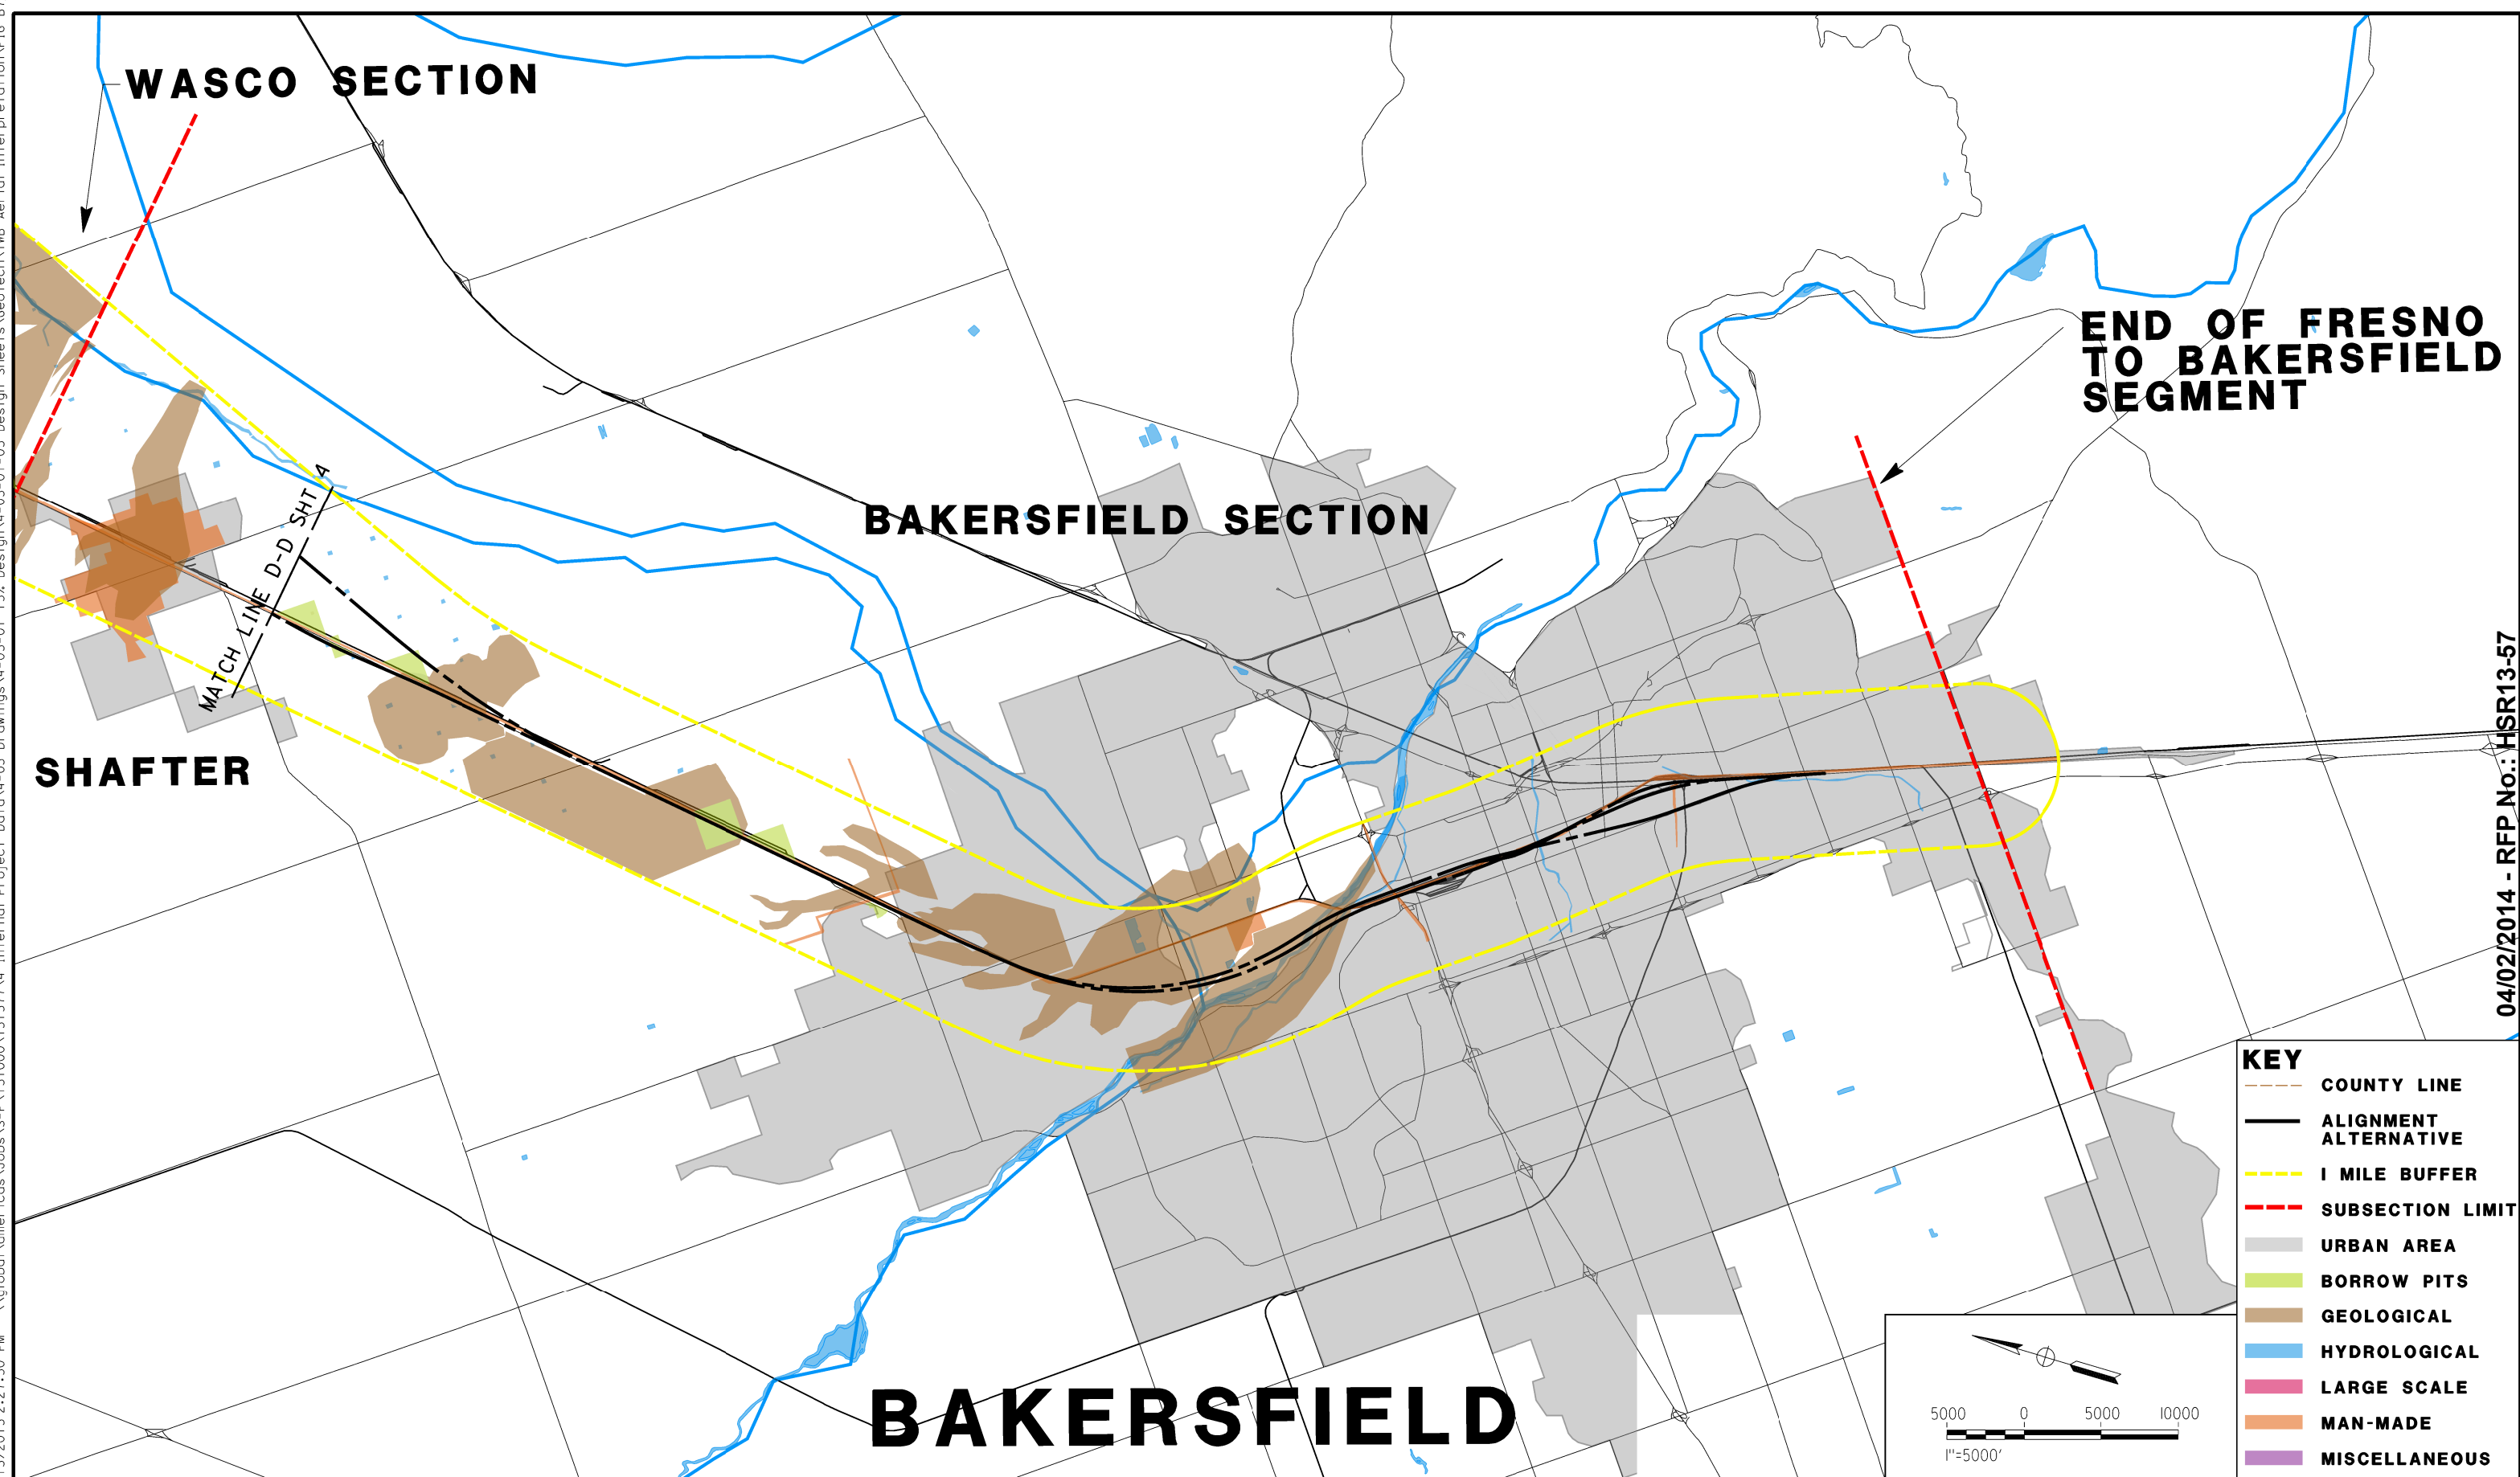 WASCO SECTION
END OF FRESNO
TO BAKERSFIELD
SEGMENT
BAKERSFIELD SECTION
MATCH LINE D-D SHT 4
SHAFTER
BAKERSFIELD
04/02/2014 - RFP No.: HSR13-57
KEY
COUNTY LINE
ALIGNMENT
ALTERNATIVE
1 MILE BUFFER
SUBSECTION LIMIT
URBAN AREA
BORROW PITS
GEOLOGICAL
HYDROLOGICAL
LARGE SCALE
MAN-MADE
MISCELLANEOUS
5000 0 5000 10000
1"=5000'